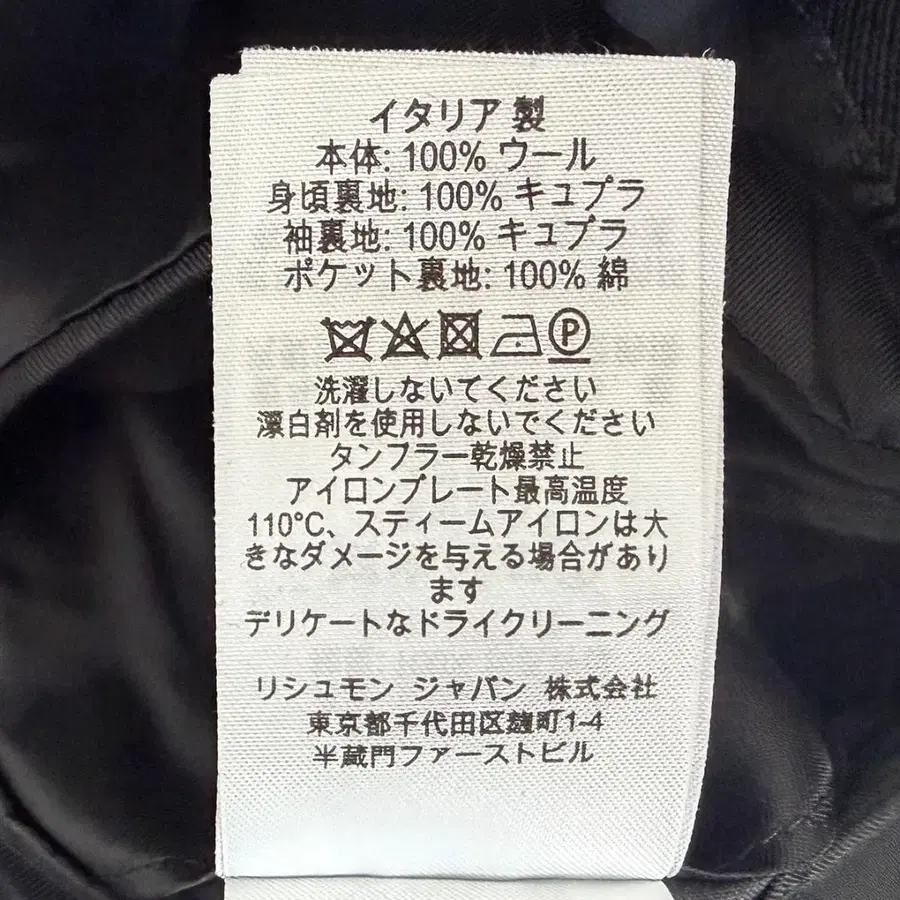 イタリア 製
本体: 100% ウール
身頃裏地: 100% キュプラ
袖裏地: 100% キュプラ
ポケット裏地: 100% 綿
P
洗濯しないてください
漂白剤を使用しないでください
タンブラー乾燥禁止
アイロンプレート最高温度
110°C、スティームアイロンは大
きなダメージを与える場合があり
ます
デリケートなドライクリーニング
リシュモン ジャパン 株式会社
東京都千代田区麹町1-4
半蔵門ファーストビル